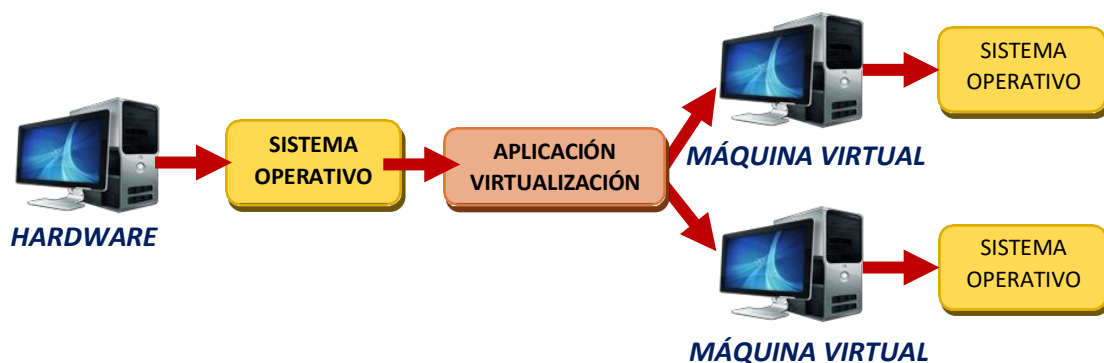 HARDWARE
SISTEMA
OPERATIVO
APLICACIÓN
VIRTUALIZACIÓN
MÁQUINA VIRTUAL
SISTEMA
OPERATIVO
MÁQUINA VIRTUAL
SISTEMA
OPERATIVO